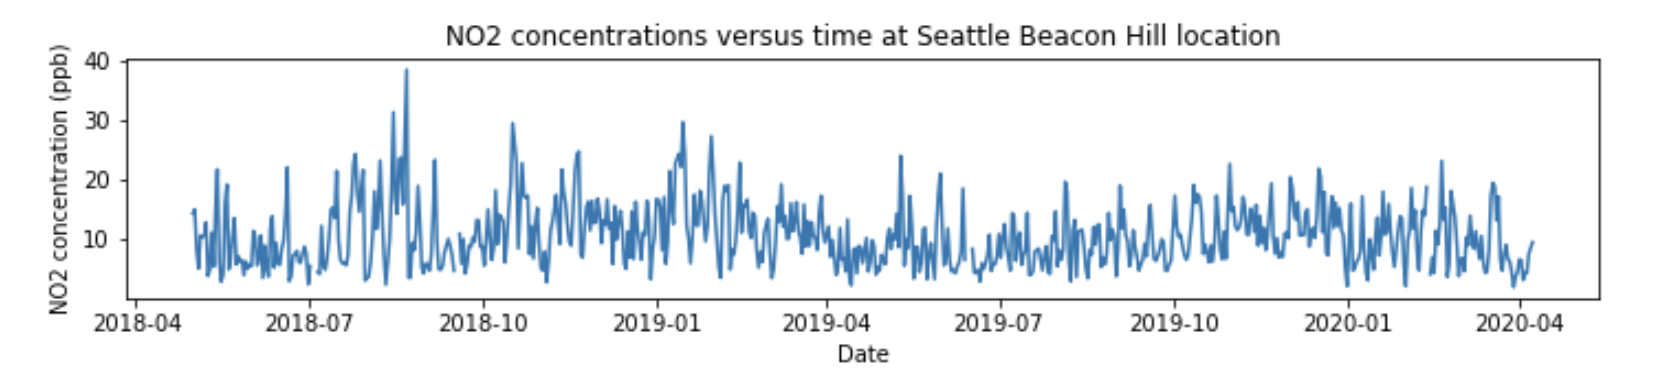 NO2 concentrations versus time at Seattle Beacon Hill location
NO2 concentration (ppb)
40
30
20
10
2018-04 2018-07 2018-10 2019-01 2019-04 2019-07 2019-10 2020-01 2020-04
Date